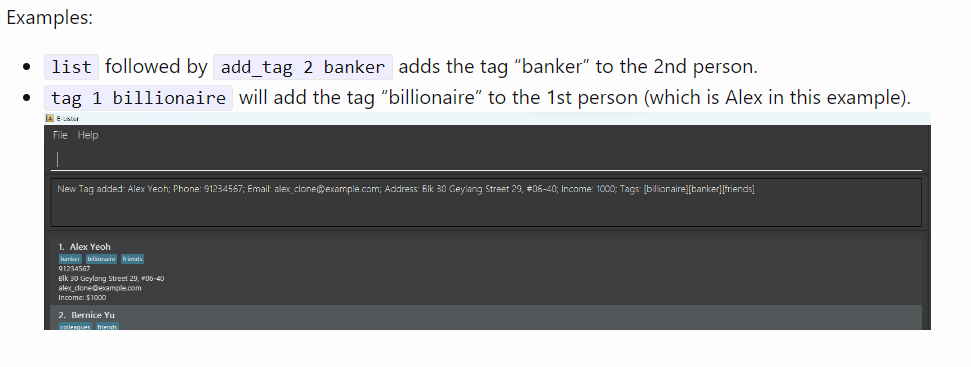 Examples:
list followed by add_tag 2 banker adds the tag “banker” to the 2nd person.
tag 1 billionaire will add the tag “billionaire” to the 1st person (which is Alex in this example).
E-Lister
File Help
New Tag added: Alex Yeoh; Phone: 91234567; Email: alex_clone@example.com; Address: Blk 30 Geylang Street 29, #06-40; Income: 1000; Tags: [billionaire][banker][friends]
1. Alex Yeoh
banker billionaire friends
91234567
Blk 30 Geylang Street 29, #06-40
alex_clone@example.com
Income: $1000
2. Bernice Yu
colleagues friends